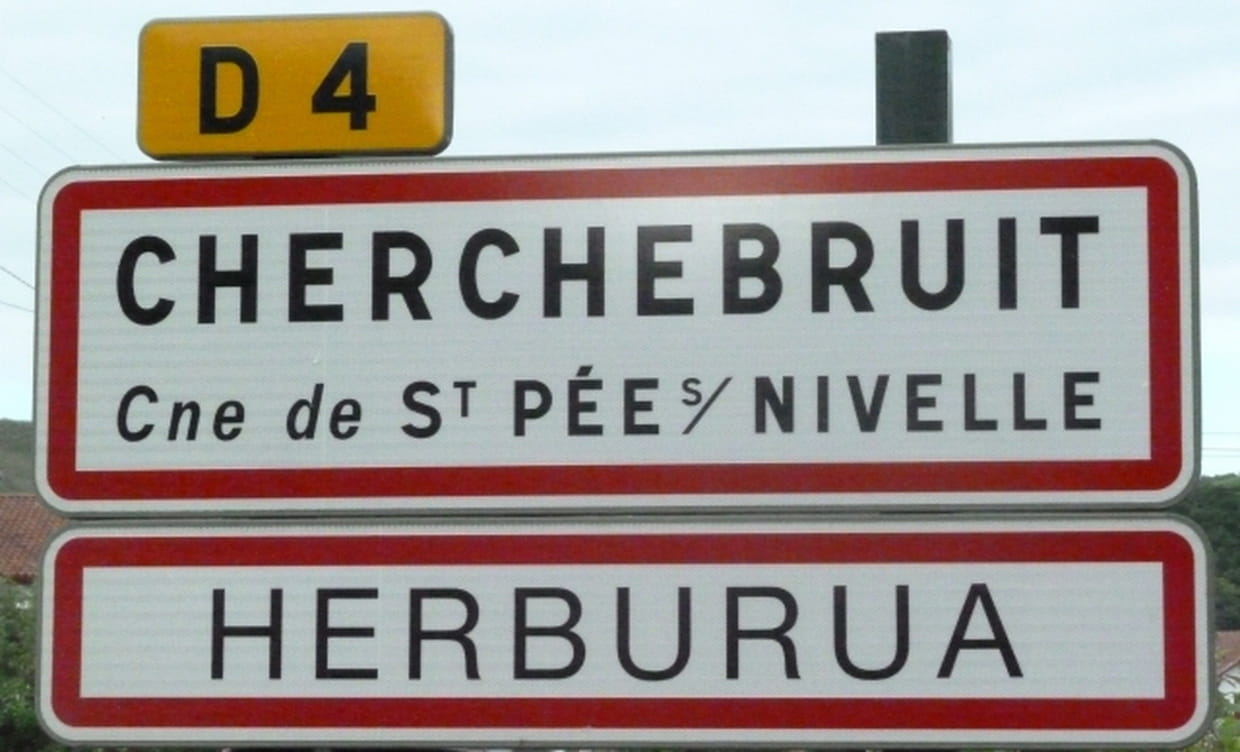 D 4
CHERCHEBRUIT
Cne de ST PÉE S/ NIVELLE
HERBURUA